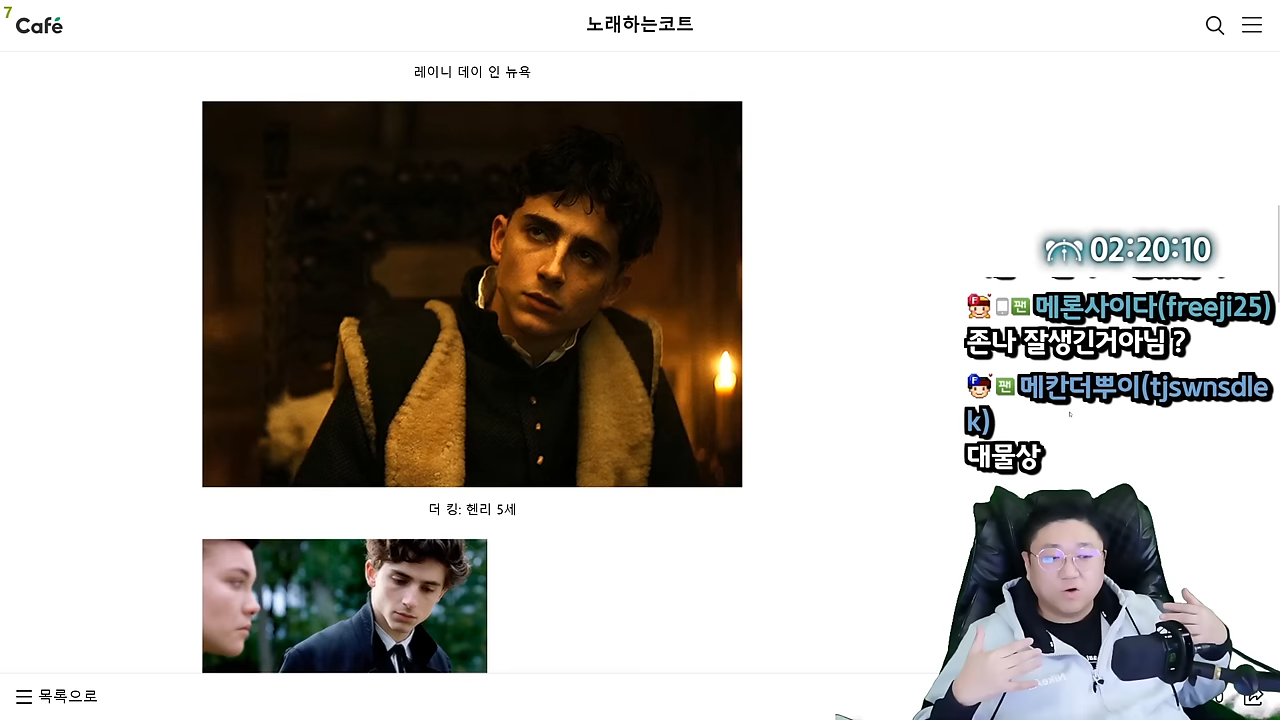 7
Café
노래하는코트
레이니 데이 인 뉴욕
02:20:10
팬 메론사이다(freeji25)
존나 잘생긴거아님?
팬 메칸더뿌이(tjswnsdle
k)
대물상
더 킹: 헨리 5세
목록으로